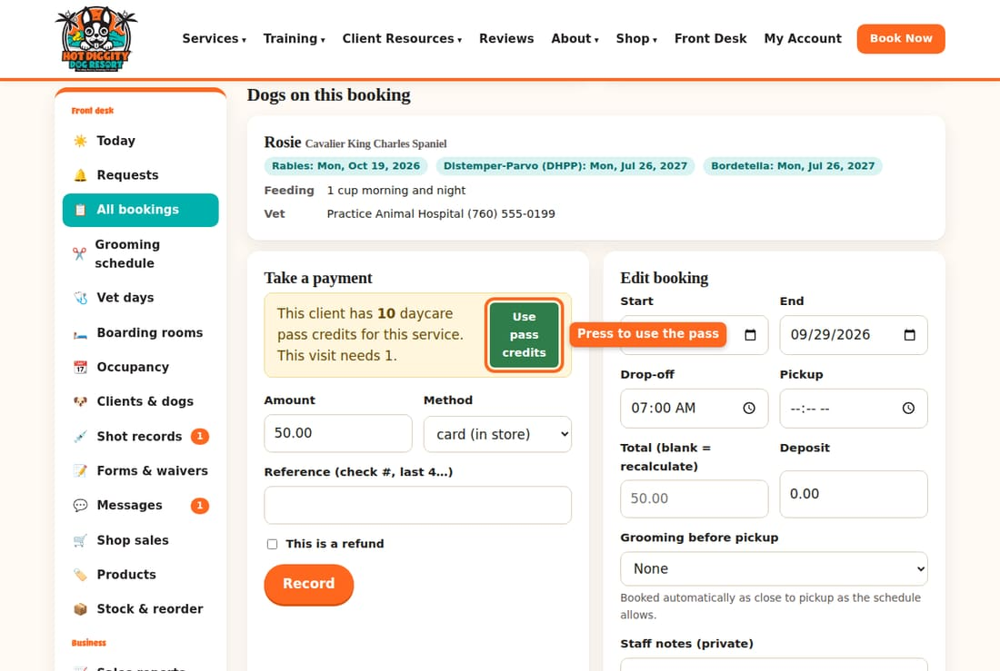 HOT DIGGITY
DOG RESORT
Services ▾ Training ▾ Client Resources ▾ Reviews About ▾ Shop ▾ Front Desk My Account Book Now
Front desk
Today
Requests
All bookings
Grooming
schedule
Vet days
Boarding rooms
Occupancy
Clients & dogs
Shot records 1
Forms & waivers
Messages 1
Shop sales
Products
Stock & reorder
Business
Dogs on this booking
Rosie Cavalier King Charles Spaniel
Rabies: Mon, Oct 19, 2026 Distemper-Parvo (DHPP): Mon, Jul 26, 2027 Bordetella: Mon, Jul 26, 2027
Feeding 1 cup morning and night
Vet Practice Animal Hospital (760) 555-0199
Take a payment
This client has 10 daycare
pass credits for this service.
This visit needs 1.
Use
pass
credits
Press to use the pass
Amount Method
50.00 card (in store)
Reference (check #, last 4…)
This is a refund
Record
Edit booking
Start End
09/29/2026
Drop-off Pickup
07:00 AM --:-- --
Total (blank =
recalculate)
Deposit
50.00 0.00
Grooming before pickup
None
Booked automatically as close to pickup as the schedule
allows.
Staff notes (private)